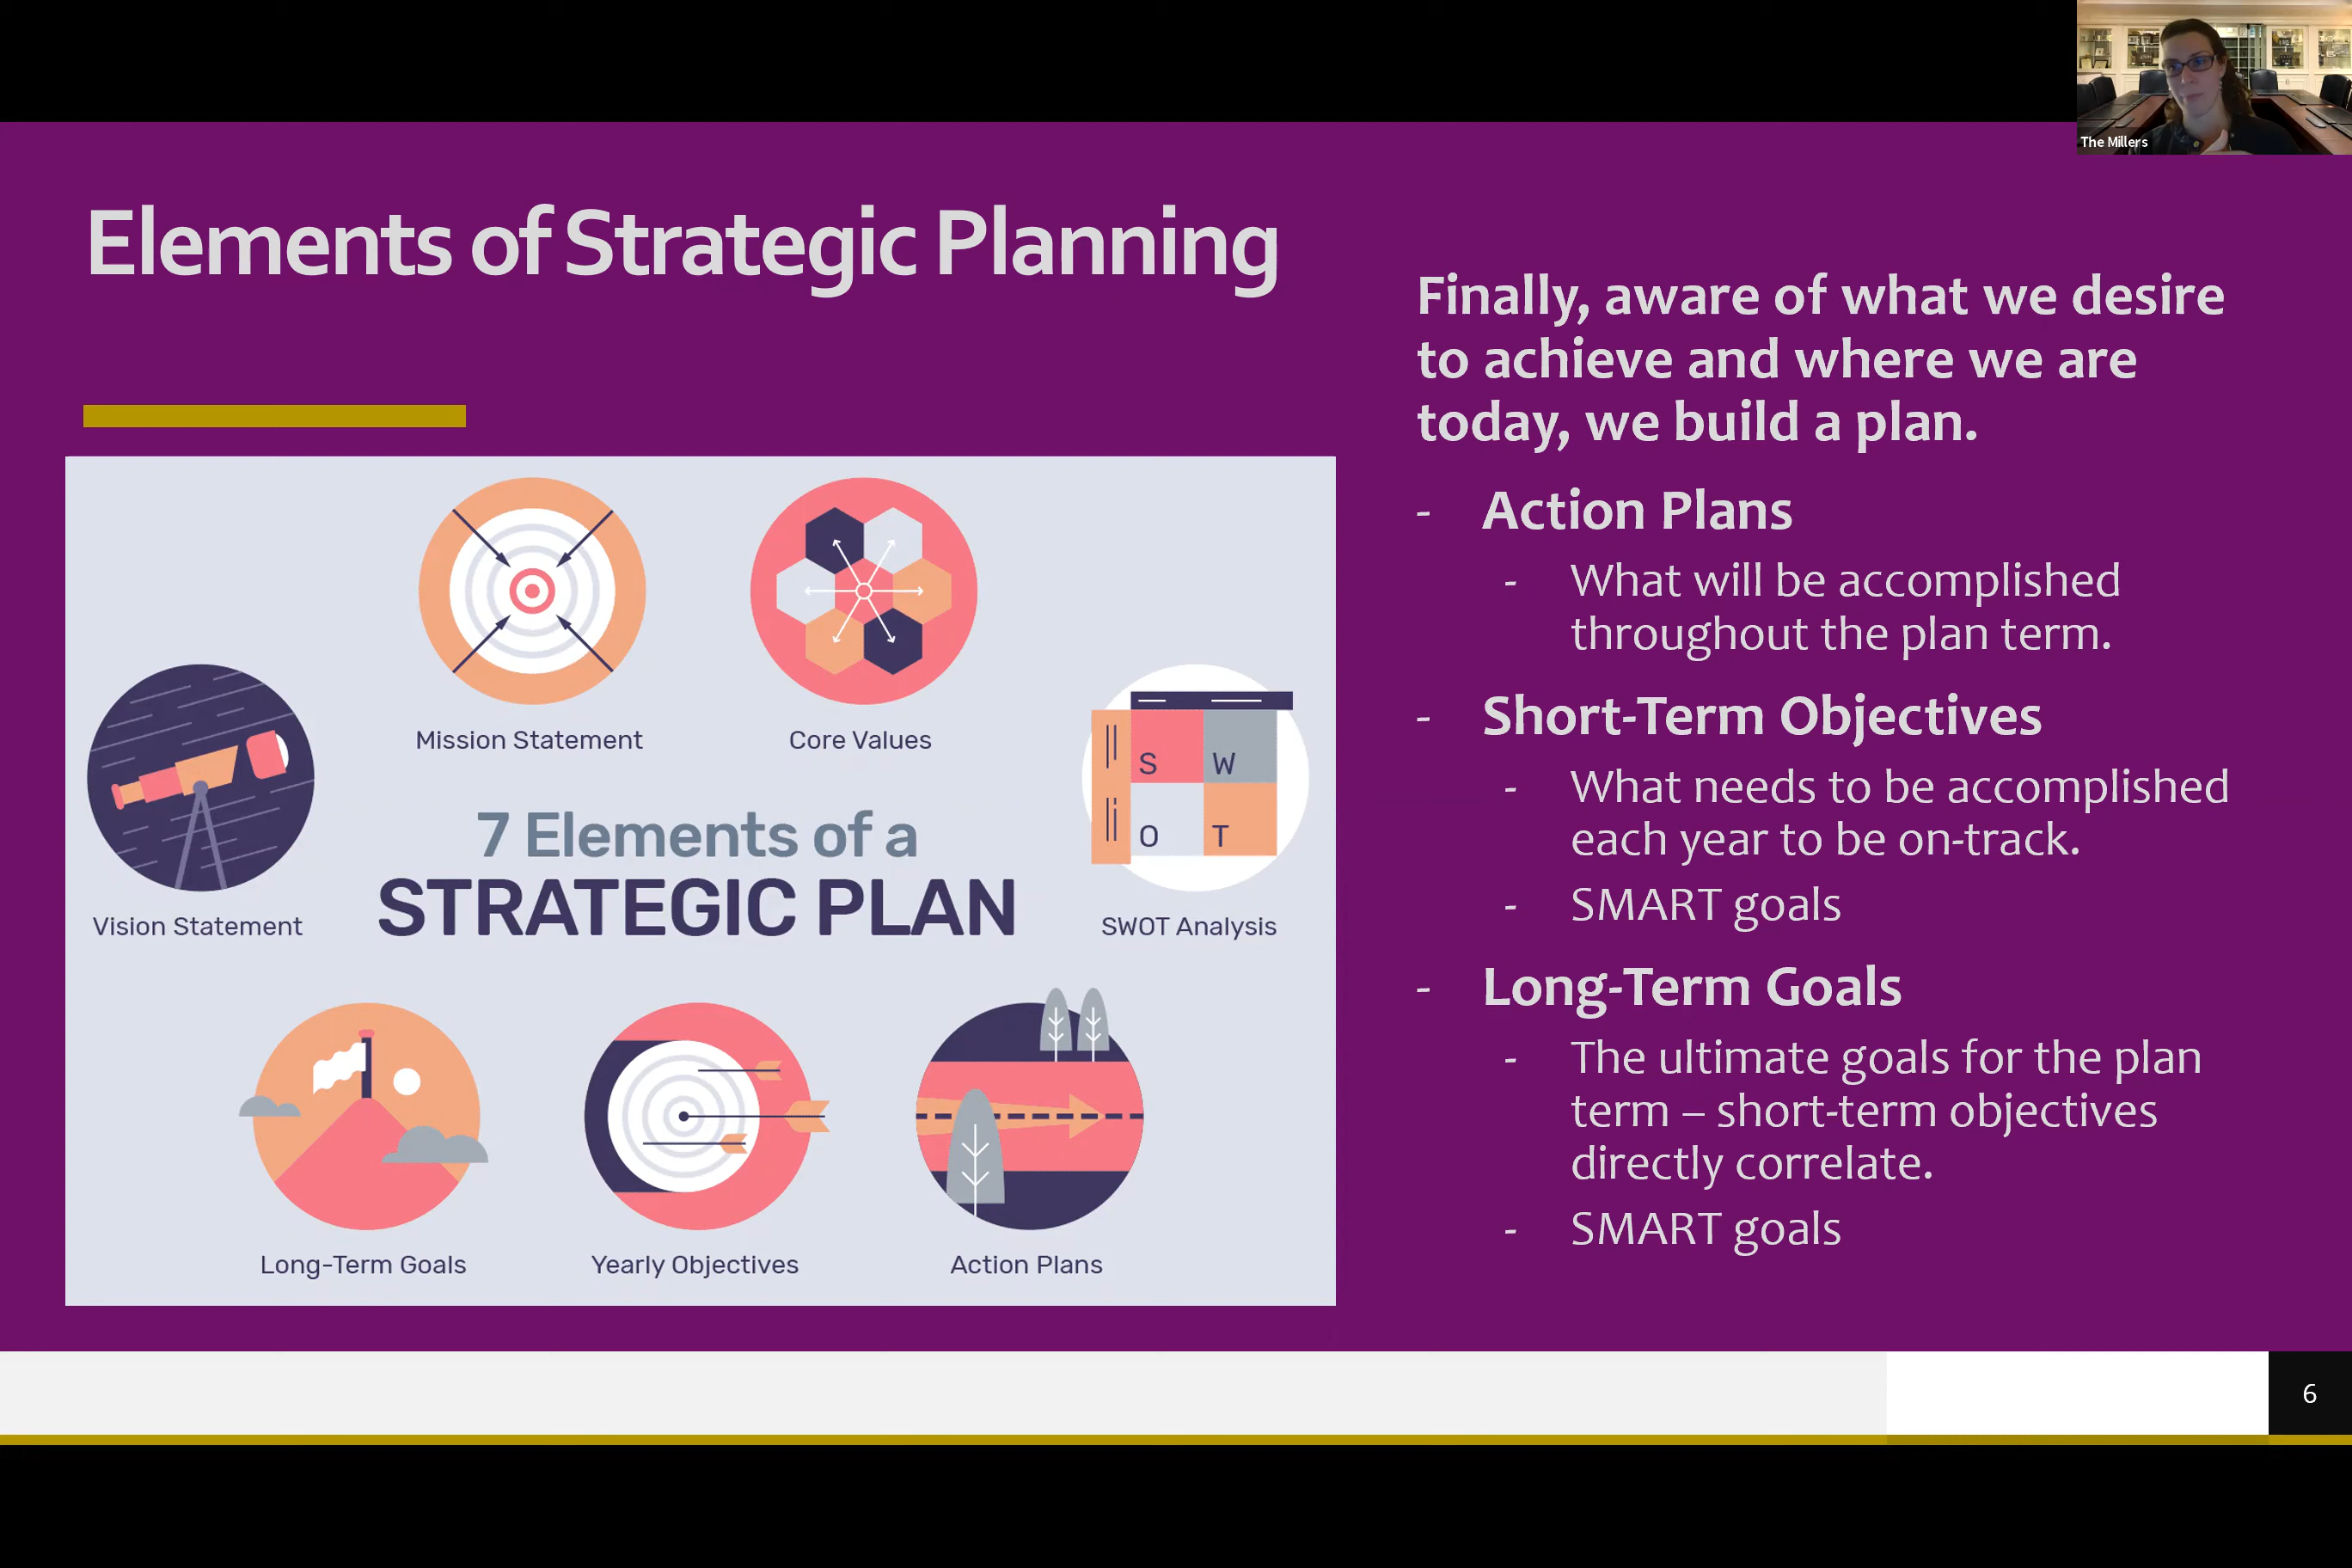 The Millers
Elements of Strategic Planning
Mission Statement
Core Values
Vision Statement
7 Elements of a
STRATEGIC PLAN
S W
O T
SWOT Analysis
Long-Term Goals
Yearly Objectives
Action Plans
Finally, aware of what we desire
to achieve and where we are
today, we build a plan.
- Action Plans
- What will be accomplished
throughout the plan term.
- Short-Term Objectives
- What needs to be accomplished
each year to be on-track.
- SMART goals
- Long-Term Goals
- The ultimate goals for the plan
term – short-term objectives
directly correlate.
- SMART goals
6